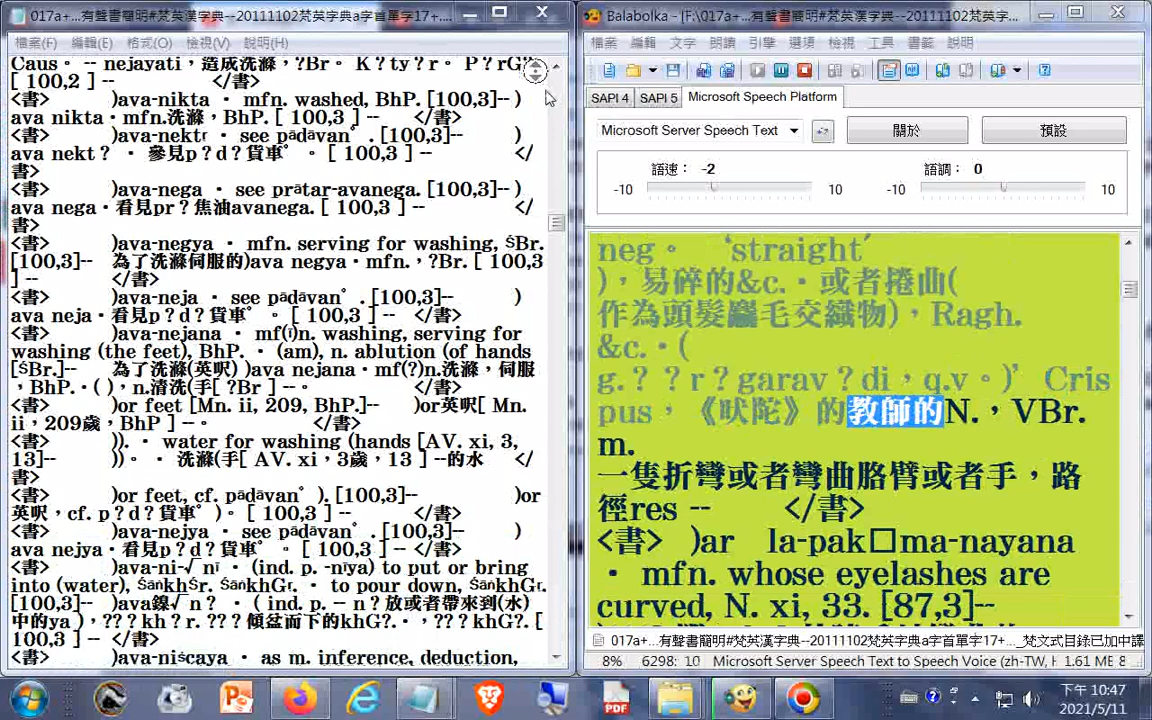 017a+...有聲書簡明#梵英漢字典--20111102梵英字典a字首單字17+...
檔案(F) 編輯(E) 格式(O) 檢視(V) 說明(H)
Caus。 -- nejayati，造成洗滌，?Br。 K？ty？r。 P？rG
[ 100,2 ] -- </書>
<書> )ava-nikta ‧ mfn. washed, BhP. [100,3]-- )
ava nikta‧mfn.洗滌，BhP. [ 100,3 ] -- </書>
<書> )ava-nektṛ ‧ see pādāvan゜. [100,3]-- )
ava nekt？ ‧ 參見p？d？貨車゜ 。 [ 100,3 ] -- </
書>
<書> )ava-nega ‧ see prātar-avanega. [100,3]-- )
ava nega‧看見pr？焦油avanega. [ 100,3 ] -- </
書>
<書> )ava-negya ‧ mfn. serving for washing, ŚBr.
[100,3]-- 為了洗滌伺服的)ava negya‧mfn.，?Br. [ 100,3
] -- </書>
<書> )ava-neja ‧ see pādāvan゜. [100,3]-- )
ava neja‧看見p？d？貨車゜ 。 [ 100,3 ] -- </書>
<書> )ava-nejana ‧ mf(ī)n. washing, serving for
washing (the feet), BhP. ‧ (am), n. ablution (of hands
[ŚBr.]-- 為了洗滌(英呎) ava nejana‧mf(?)n.洗滌，伺服
，BhP.‧( )，n.清洗(手[ ?Br ]--。 </書>
<書> )or feet [Mn. ii, 209, BhP.]-- )or英呎[ Mn.
ii，209歲，BhP ]--。 </書>
<書> )). ‧ water for washing (hands [AV. xi, 3,
13]-- ))。‧ 洗滌(手[ AV. xi，3歲，13 ] --的水 </
書>
<書> )or feet, cf. pādāvan゜). [100,3]-- )or
英呎，cf. p？d？貨車゜)。 [ 100,3 ] -- </書>
<書> )ava-nejya ‧ see pādāvan゜. [100,3]-- )
ava nejya‧看見p？d？貨車゜ 。 [ 100,3 ] -- </書>
<書> )ava-ni-√ nī ‧ (ind. p. -nīya) to put or bring
into (water), ŚāṅkhŚr. ŚāṅkhGṛ. ‧ to pour down, ŚāṅkhGṛ.
[100,3]-- )ava鎳√ n？ ‧ ( ind. p. -- n？放或者帶來到(水)
中的ya )，???kh？r. ???傾盆而下的khG?.‧，???khG?. [
100,3 ] -- </書>
<書> )ava-niścaya ‧ as m. inference, deduction,
Balabolka - [F:\017a+...有聲書簡明#梵英漢字典--20111102梵英字...
檔案 編輯 文字 朗讀 引擎 選項 檢視 工具 書籤 說明
SAPI 4 SAPI 5 Microsoft Speech Platform
Microsoft Server Speech Text 關於 預設
語速： -2 語調： 0
-10 10 -10 10
neg。 ‘straight’
)，易碎的&c.‧或者捲曲(
作為頭髮鬣毛交織物)，Ragh.
&c.‧(
g.？？r？garav？di，q.v。)’Cris
pus，《吠陀》的教師的N.，VBr.
m.
一隻折彎或者彎曲胳臂或者手，路
徑res -- </書>
<書> )ar la-pak□ma-nayana
‧ mfn. whose eyelashes are
curved, N. xi, 33. [87,3]--
017a+...有聲書簡明#梵英漢字典--20111102梵英字典a字首單字17+..._梵文式目錄已加中譯
8% 6298: 10 Microsoft Server Speech Text to Speech Voice (zh-TW, H 1.61 MB 8
下午 10:47
2021/5/11